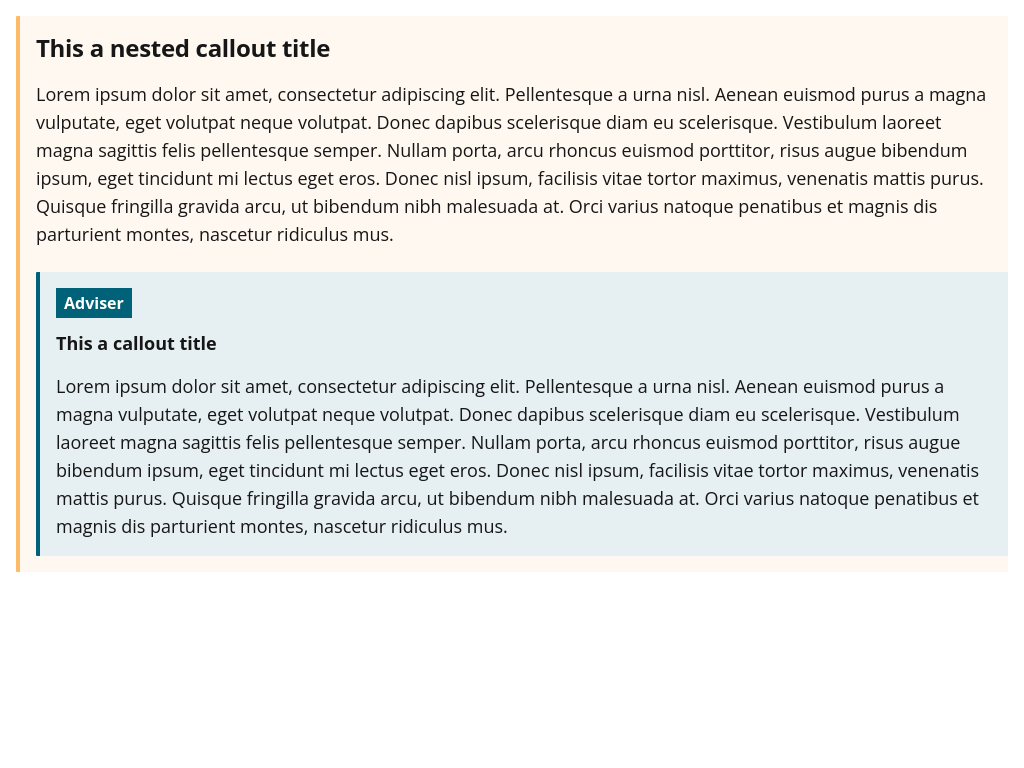 This a nested callout title
Lorem ipsum dolor sit amet, consectetur adipiscing elit. Pellentesque a urna nisl. Aenean euismod purus a magna
vulputate, eget volutpat neque volutpat. Donec dapibus scelerisque diam eu scelerisque. Vestibulum laoreet
magna sagittis felis pellentesque semper. Nullam porta, arcu rhoncus euismod porttitor, risus augue bibendum
ipsum, eget tincidunt mi lectus eget eros. Donec nisl ipsum, facilisis vitae tortor maximus, venenatis mattis purus.
Quisque fringilla gravida arcu, ut bibendum nibh malesuada at. Orci varius natoque penatibus et magnis dis
parturient montes, nascetur ridiculus mus.
Adviser
This a callout title
Lorem ipsum dolor sit amet, consectetur adipiscing elit. Pellentesque a urna nisl. Aenean euismod purus a
magna vulputate, eget volutpat neque volutpat. Donec dapibus scelerisque diam eu scelerisque. Vestibulum
laoreet magna sagittis felis pellentesque semper. Nullam porta, arcu rhoncus euismod porttitor, risus augue
bibendum ipsum, eget tincidunt mi lectus eget eros. Donec nisl ipsum, facilisis vitae tortor maximus, venenatis
mattis purus. Quisque fringilla gravida arcu, ut bibendum nibh malesuada at. Orci varius natoque penatibus et
magnis dis parturient montes, nascetur ridiculus mus.